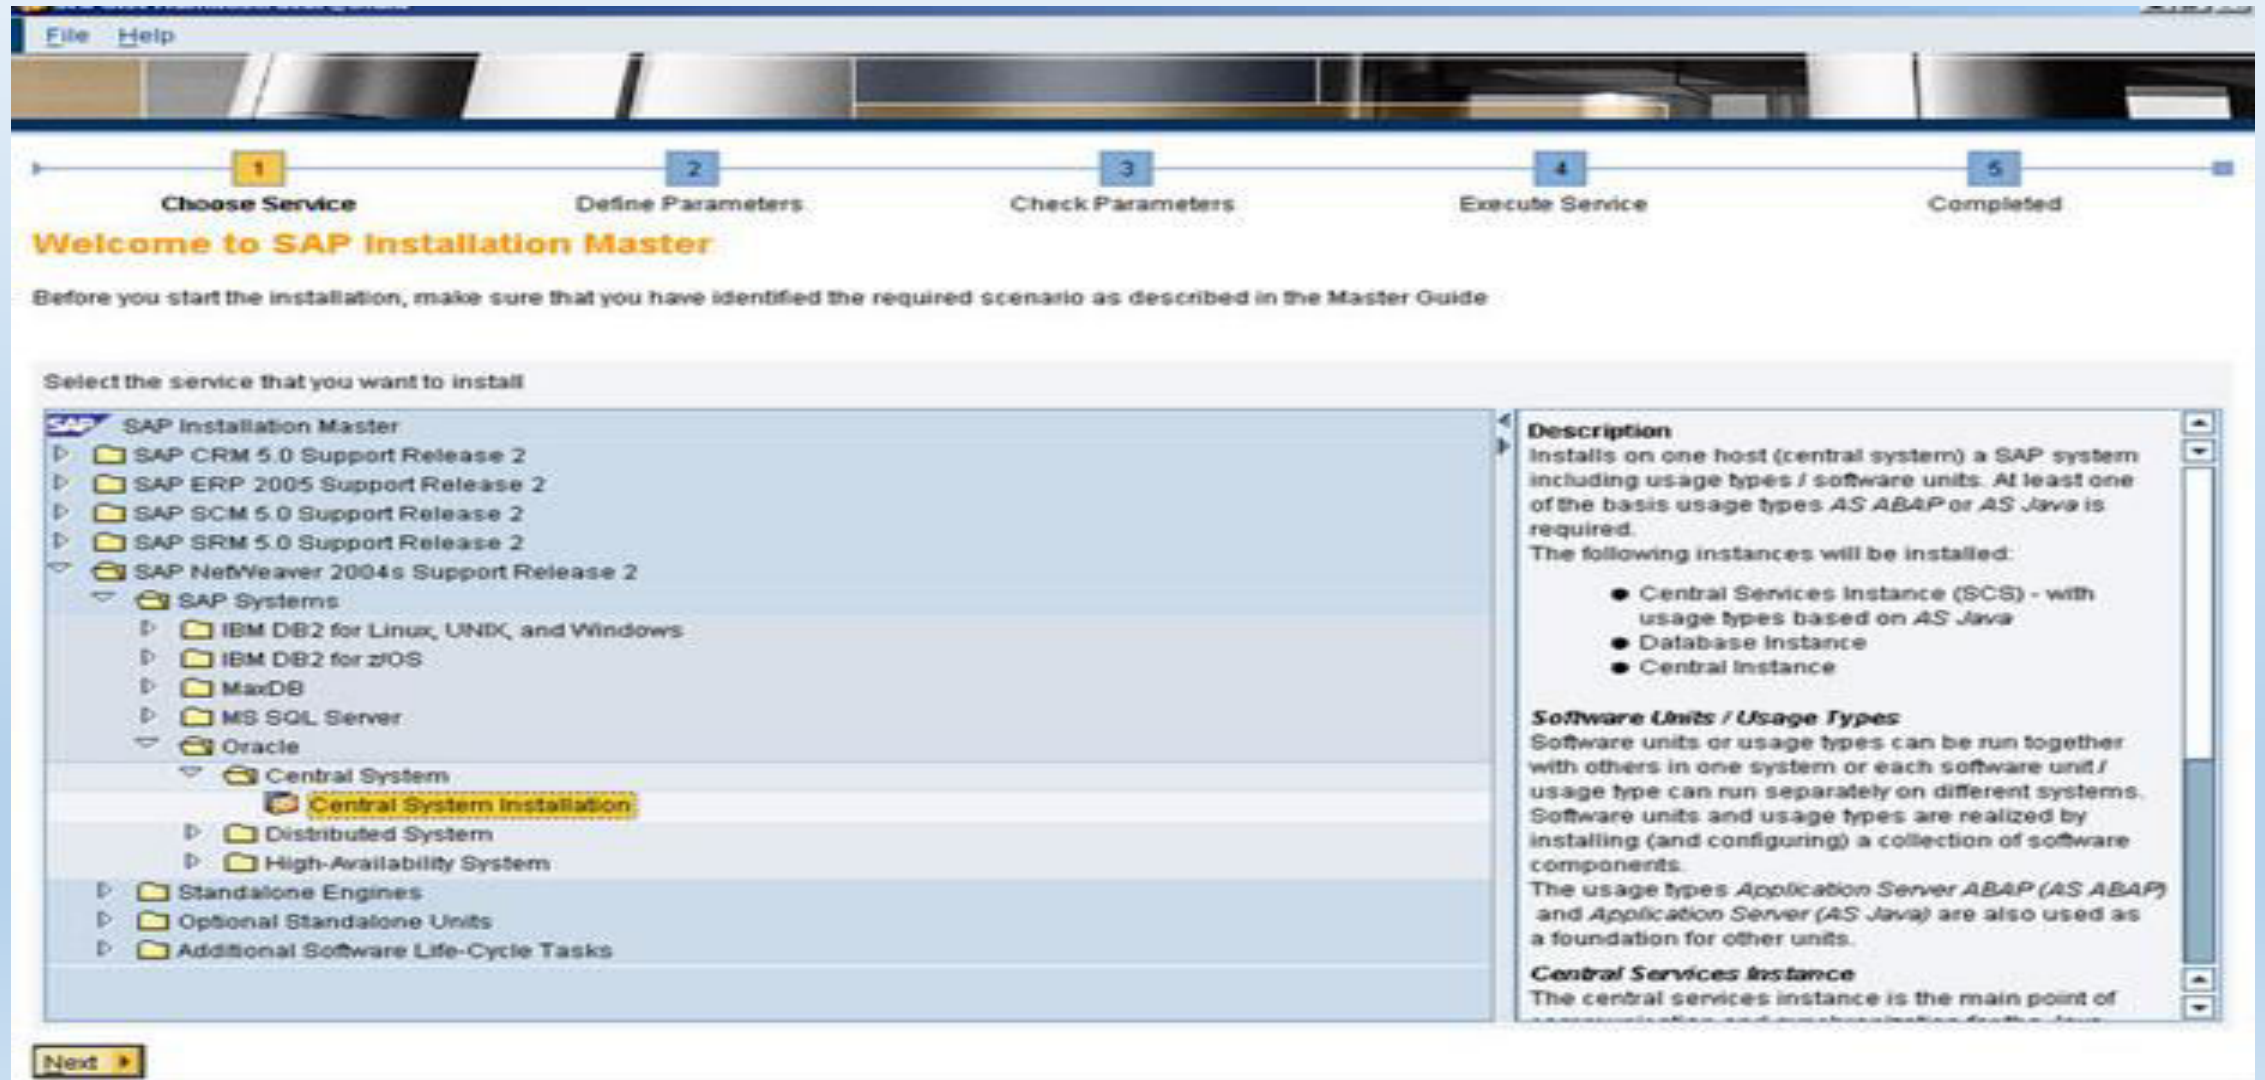 File Help
1 2 3 4 5
Choose Service Define Parameters Check Parameters Execute Service Completed
Welcome to SAP Installation Master
Before you start the installation, make sure that you have identified the required scenario as described in the Master Guide
Select the service that you want to install
SAP SAP Installation Master
SAP CRM 5.0 Support Release 2
SAP ERP 2005 Support Release 2
SAP SCM 5.0 Support Release 2
SAP SRM 5.0 Support Release 2
SAP NetWeaver 2004s Support Release 2
SAP Systems
IBM DB2 for Linux, UNIX, and Windows
IBM DB2 for z/OS
MaxDB
MS SQL Server
Oracle
Central System
Central System Installation
Distributed System
High-Availability System
Standalone Engines
Optional Standalone Units
Additional Software Life-Cycle Tasks
Description
Installs on one host (central system) a SAP system
including usage types / software units. At least one
of the basis usage types AS ABAP or AS Java is
required.
The following instances will be installed:
● Central Services Instance (SCS) - with
usage types based on AS Java
● Database Instance
● Central Instance
Software Units / Usage Types
Software units or usage types can be run together
with others in one system or each software unit /
usage type can run separately on different systems.
Software units and usage types are realized by
installing (and configuring) a collection of software
components.
The usage types Application Server ABAP (AS ABAP)
and Application Server (AS Java) are also used as
a foundation for other units.
Central Services Instance
The central services instance is the main point of
Next